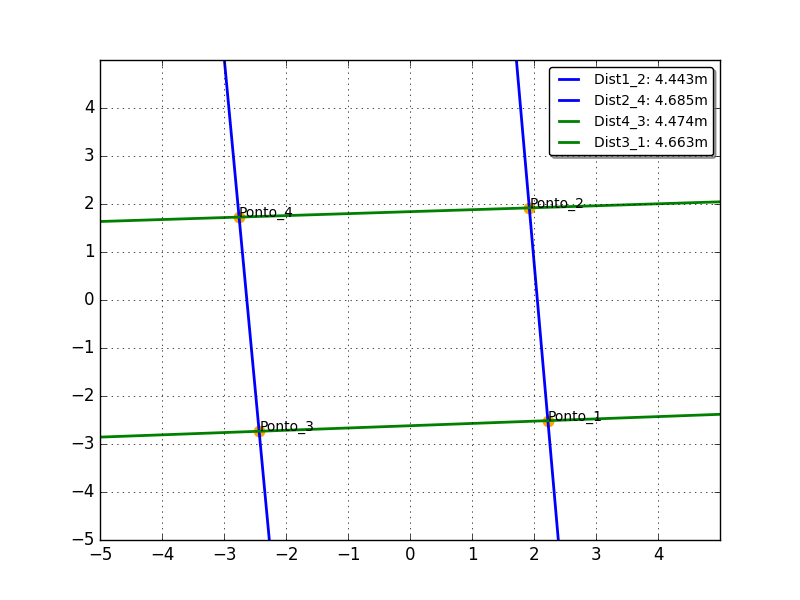 Dist1_2: 4.443m
Dist2_4: 4.685m
Dist4_3: 4.474m
Dist3_1: 4.663m
4
3
2
1
0
−1
−2
−3
−4
−5
Ponto_4
Ponto_2
Ponto_3
Ponto_1
−5 −4 −3 −2 −1 0 1 2 3 4